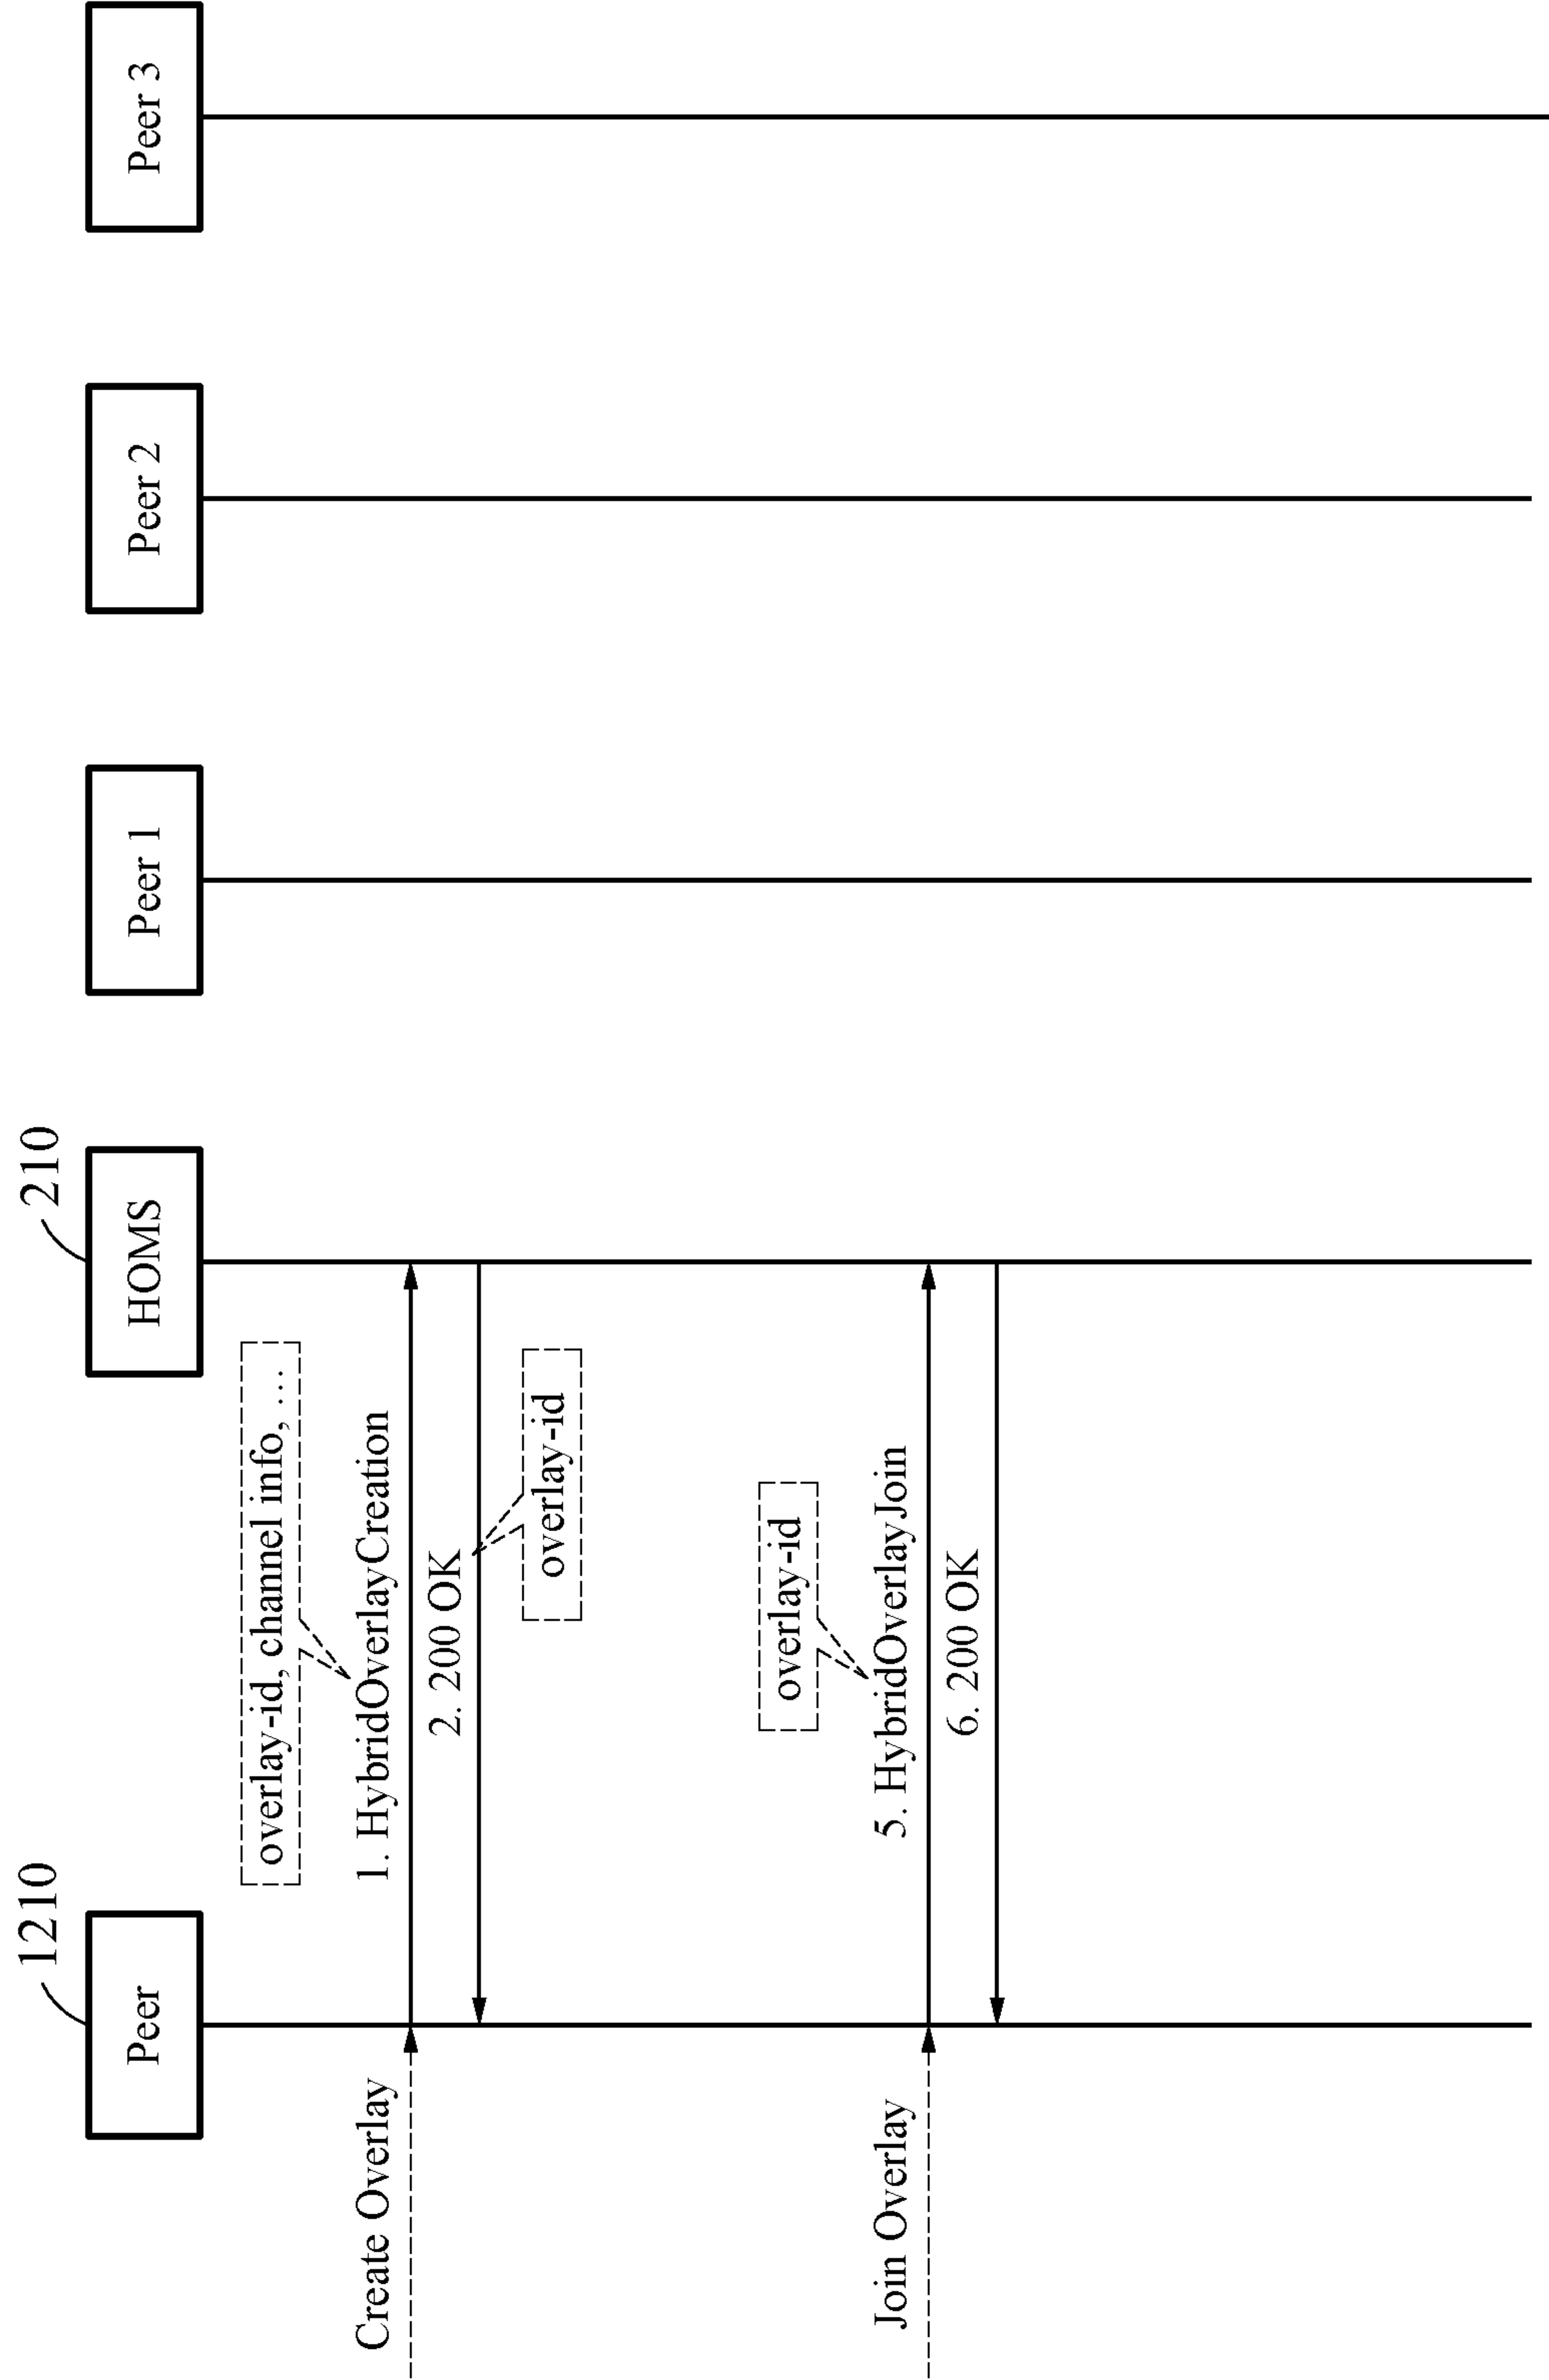 1210
210
Peer
HOMS
Peer 1
Peer 2
Peer 3
overlay-id, channel info, …
Create Overlay
1. HybridOverlayCreation
2. 200 OK
overlay-id
overlay-id
Join Overlay
5. HybridOverlayJoin
6. 200 OK